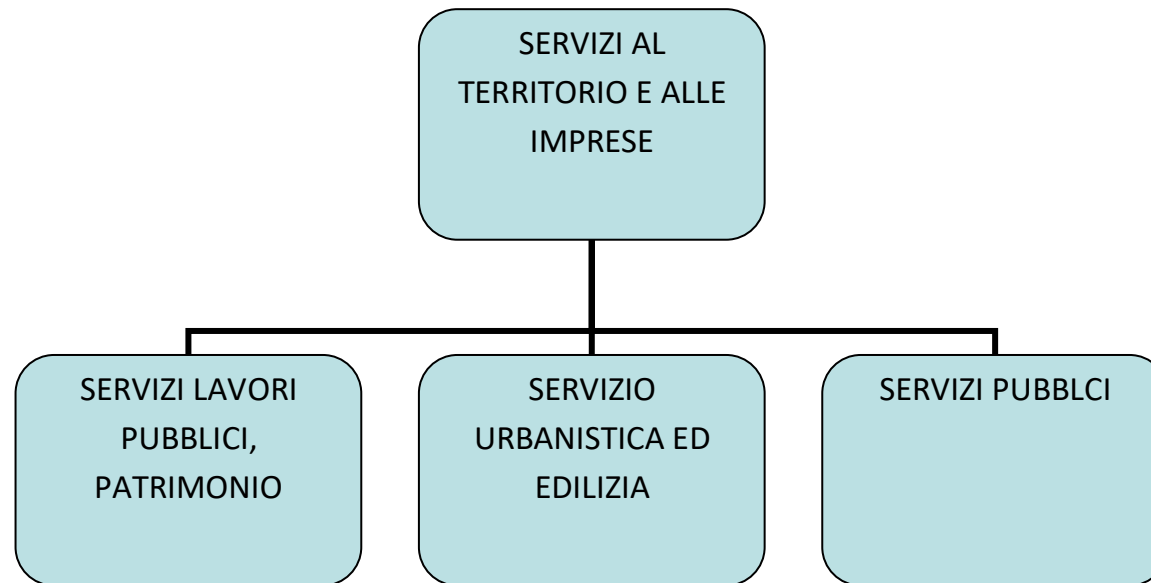 SERVIZI AL
TERRITORIO E ALLE
IMPRESE
SERVIZI LAVORI
PUBBLICI,
PATRIMONIO
SERVIZIO
URBANISTICA ED
EDILIZIA
SERVIZI PUBBLCI